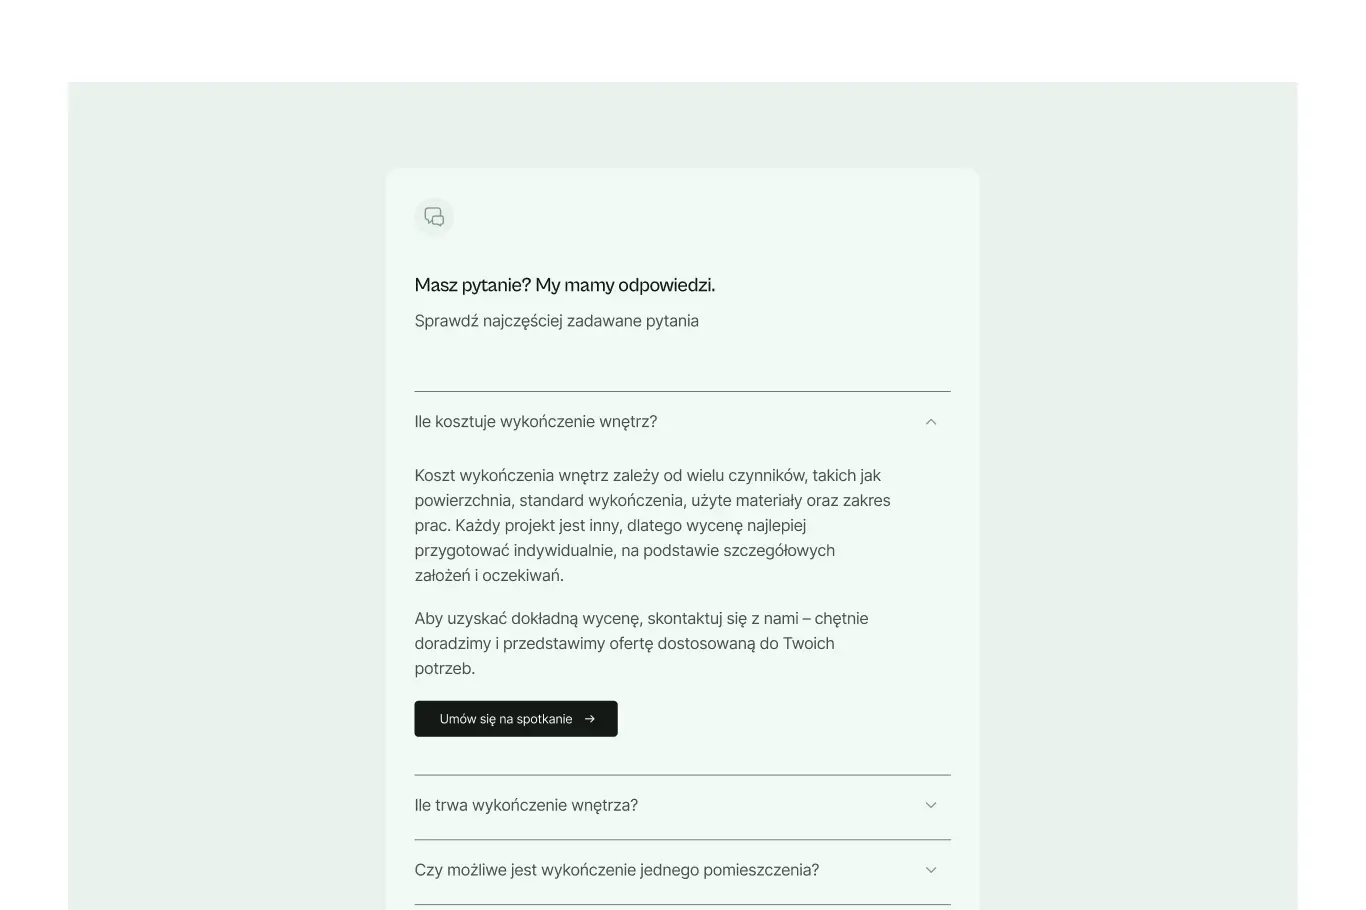 Masz pytanie? My mamy odpowiedzi.
Sprawdź najczęściej zadawane pytania
Ile kosztuje wykończenie wnętrz?
Koszt wykończenia wnętrz zależy od wielu czynników, takich jak
powierzchnia, standard wykończenia, użyte materiały oraz zakres
prac. Każdy projekt jest inny, dlatego wycenę najlepiej
przygotować indywidualnie, na podstawie szczegółowych
założeń i oczekiwań.
Aby uzyskać dokładną wycenę, skontaktuj się z nami – chętnie
doradzimy i przedstawimy ofertę dostosowaną do Twoich
potrzeb.
Umów się na spotkanie →
Ile trwa wykończenie wnętrza?
Czy możliwe jest wykończenie jednego pomieszczenia?